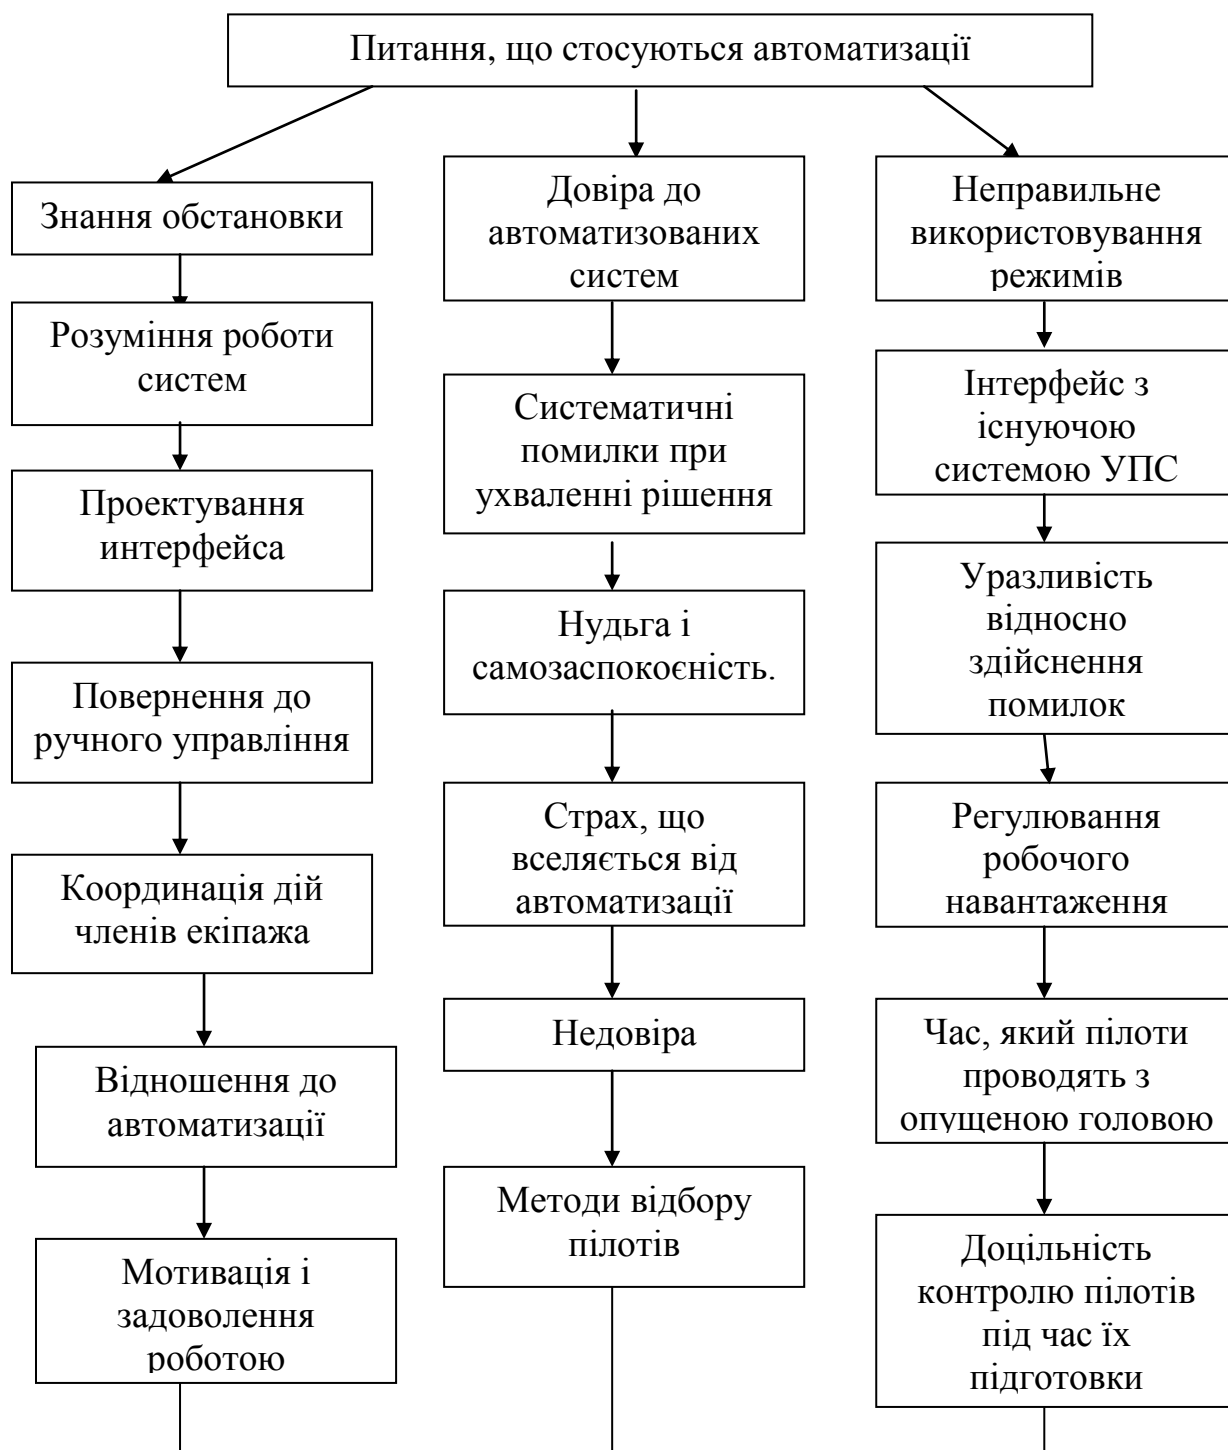 Питання, що стосуються автоматизації
Знання обстановки
Розуміння роботи
систем
Проектування
интерфейса
Повернення до
ручного управління
Координація дій
членів екіпажа
Відношення до
автоматизації
Мотивація і
задоволення
роботою
Довіра до
автоматизованих
систем
Систематичні
помилки при
ухваленні рішення
Нудьга і
самозаспокоєність.
Страх, що
вселяється від
автоматизації
Недовіра
Методи відбору
пілотів
Неправильне
використовування
режимів
Інтерфейс з
існуючою
системою УПС
Уразливість
відносно
здійснення
помилок
Регулювання
робочого
навантаження
Час, який пілоти
проводять з
опущеною головою
Доцільність
контролю пілотів
під час їх
підготовки